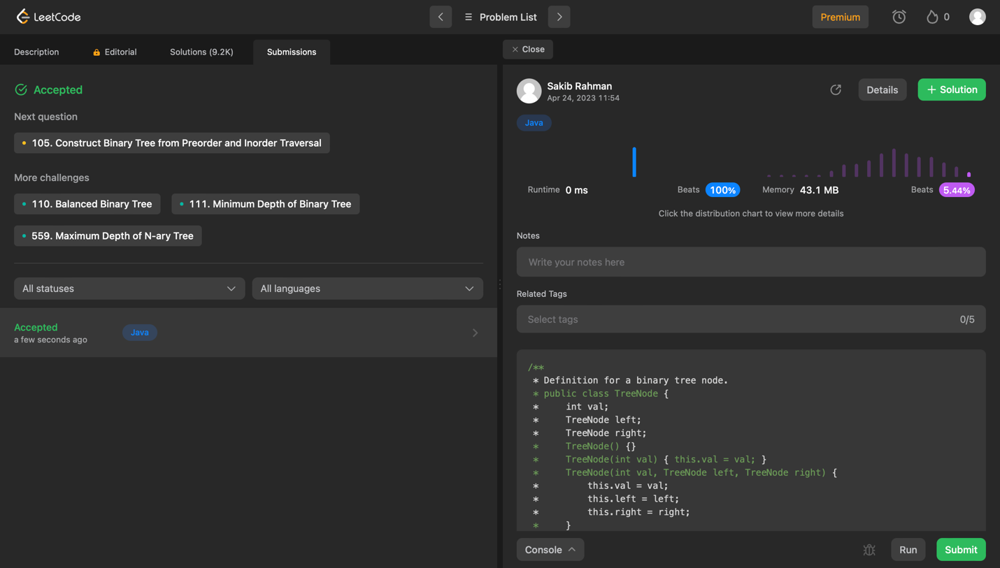 LeetCode
Problem List
Premium
0
Description
Editorial
Solutions (9.2K)
Submissions
Close
Accepted
Next question
105. Construct Binary Tree from Preorder and Inorder Traversal
More challenges
110. Balanced Binary Tree
111. Minimum Depth of Binary Tree
559. Maximum Depth of N-ary Tree
All statuses
All languages
Accepted
a few seconds ago
Java
Sakib Rahman
Apr 24, 2023 11:54
Details
+ Solution
Java
Runtime 0 ms
Beats 100%
Memory 43.1 MB
Beats 5.44%
Click the distribution chart to view more details
Notes
Write your notes here
Related Tags
Select tags
0/5
/**
 * Definition for a binary tree node.
 * public class TreeNode {
 *     int val;
 *     TreeNode left;
 *     TreeNode right;
 *     TreeNode() {}
 *     TreeNode(int val) { this.val = val; }
 *     TreeNode(int val, TreeNode left, TreeNode right) {
 *         this.val = val;
 *         this.left = left;
 *         this.right = right;
 *     }
Console
Run
Submit